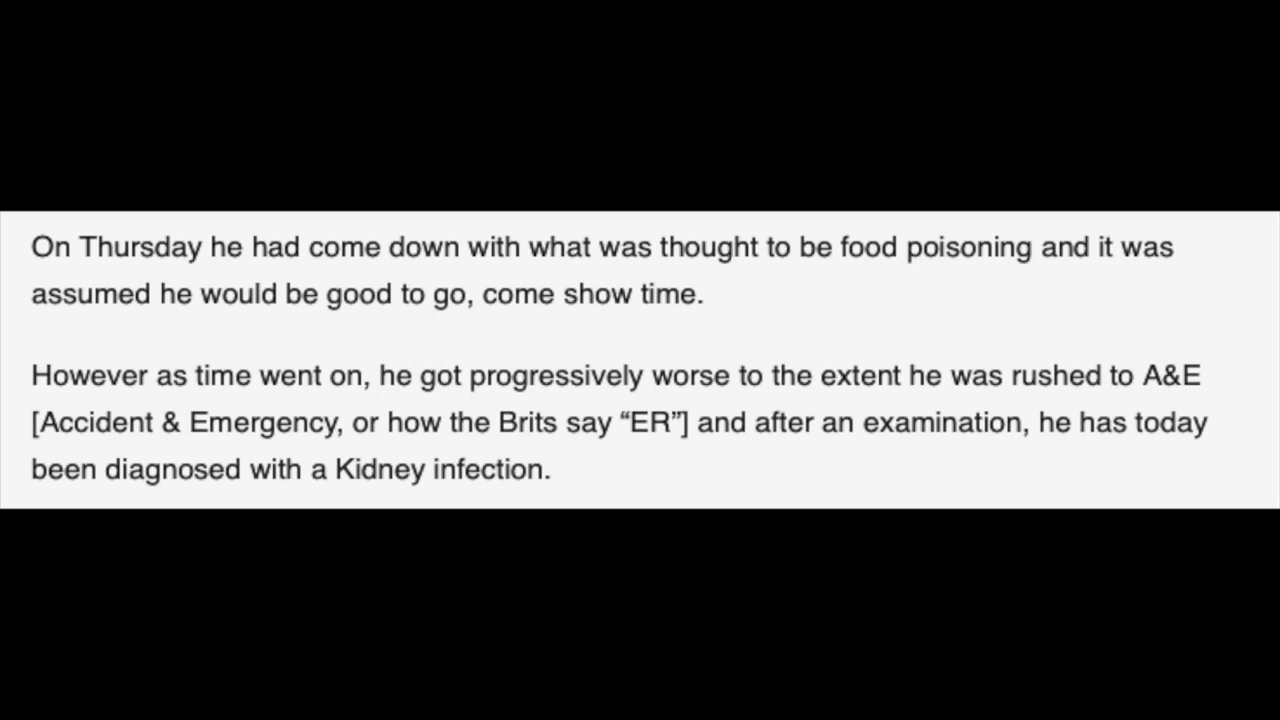 On Thursday he had come down with what was thought to be food poisoning and it was
assumed he would be good to go, come show time.
However as time went on, he got progressively worse to the extent he was rushed to A&E
[Accident & Emergency, or how the Brits say “ER”] and after an examination, he has today
been diagnosed with a Kidney infection.